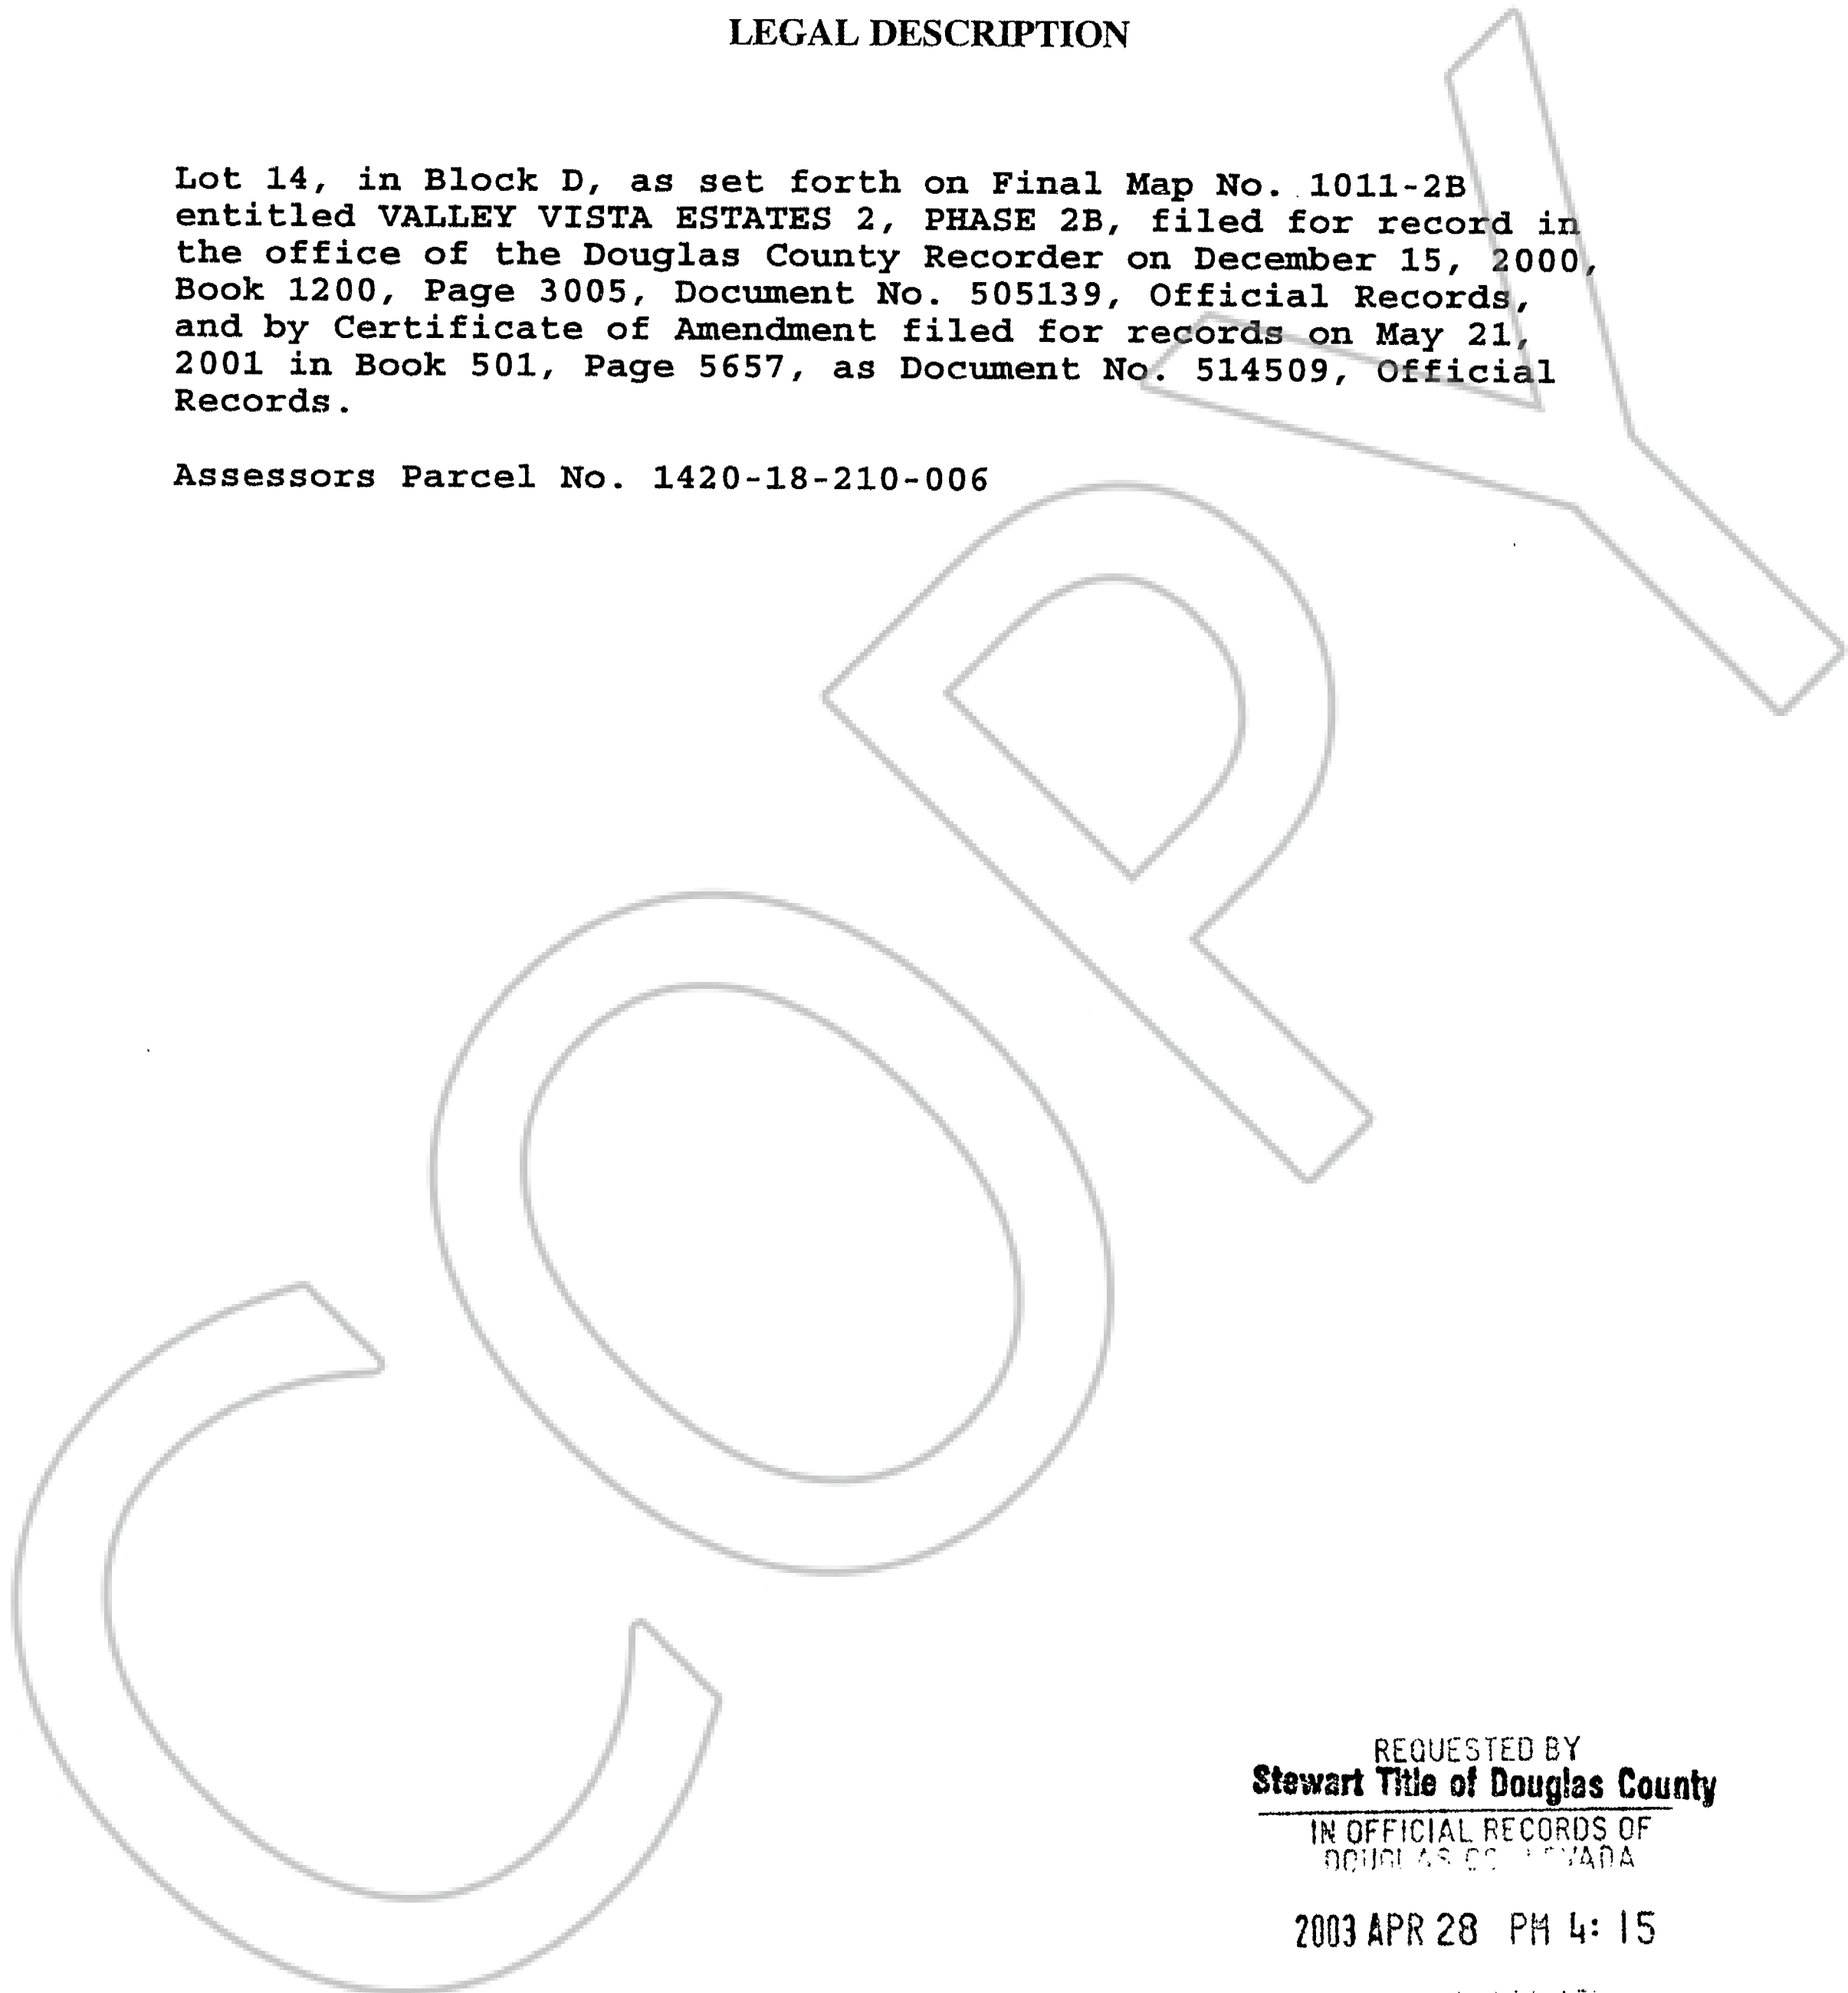 LEGAL DESCRIPTION
Lot 14, in Block D, as set forth on Final Map No. 1011-2B
entitled VALLEY VISTA ESTATES 2, PHASE 2B, filed for record in
the office of the Douglas County Recorder on December 15, 2000,
Book 1200, Page 3005, Document No. 505139, Official Records,
and by Certificate of Amendment filed for records on May 21,
2001 in Book 501, Page 5657, as Document No. 514509, Official
Records.
Assessors Parcel No. 1420-18-210-006
COPY
REQUESTED BY
Stewart Title of Douglas County
IN OFFICIAL RECORDS OF
DOUGLAS
2003 APR 28 PM 4: 15